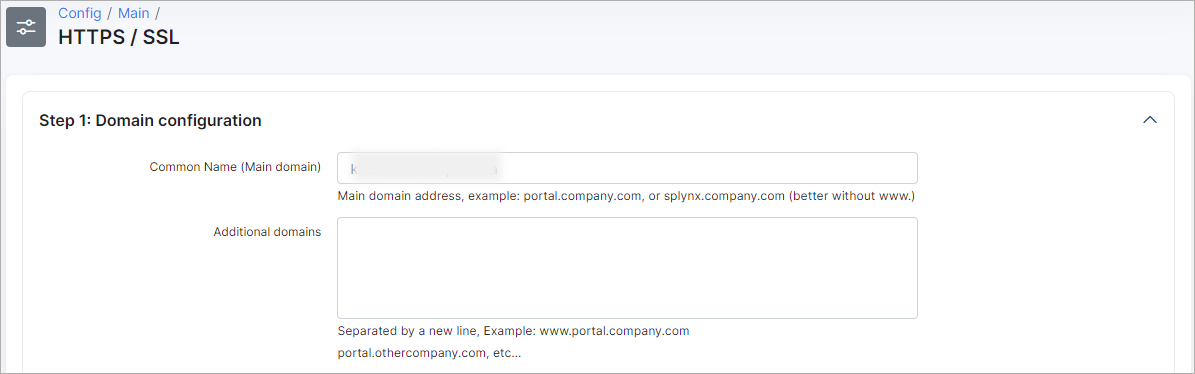 Config / Main /
HTTPS / SSL
Step 1: Domain configuration
Common Name (Main domain)
Main domain address, example: portal.company.com, or splynx.company.com (better without www.)
Additional domains
Separated by a new line, Example: www.portal.company.com
portal.othercompany.com, etc...